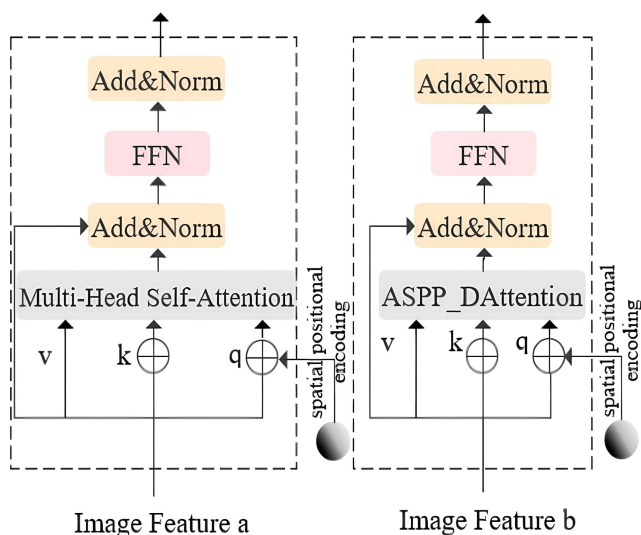 Add&Norm
FFN
Add&Norm
Multi-Head Self-Attention
v
k
q
spatial positional
encoding
Image Feature a
Add&Norm
FFN
Add&Norm
ASPP_DAttention
v
k
q
spatial positional
encoding
Image Feature b